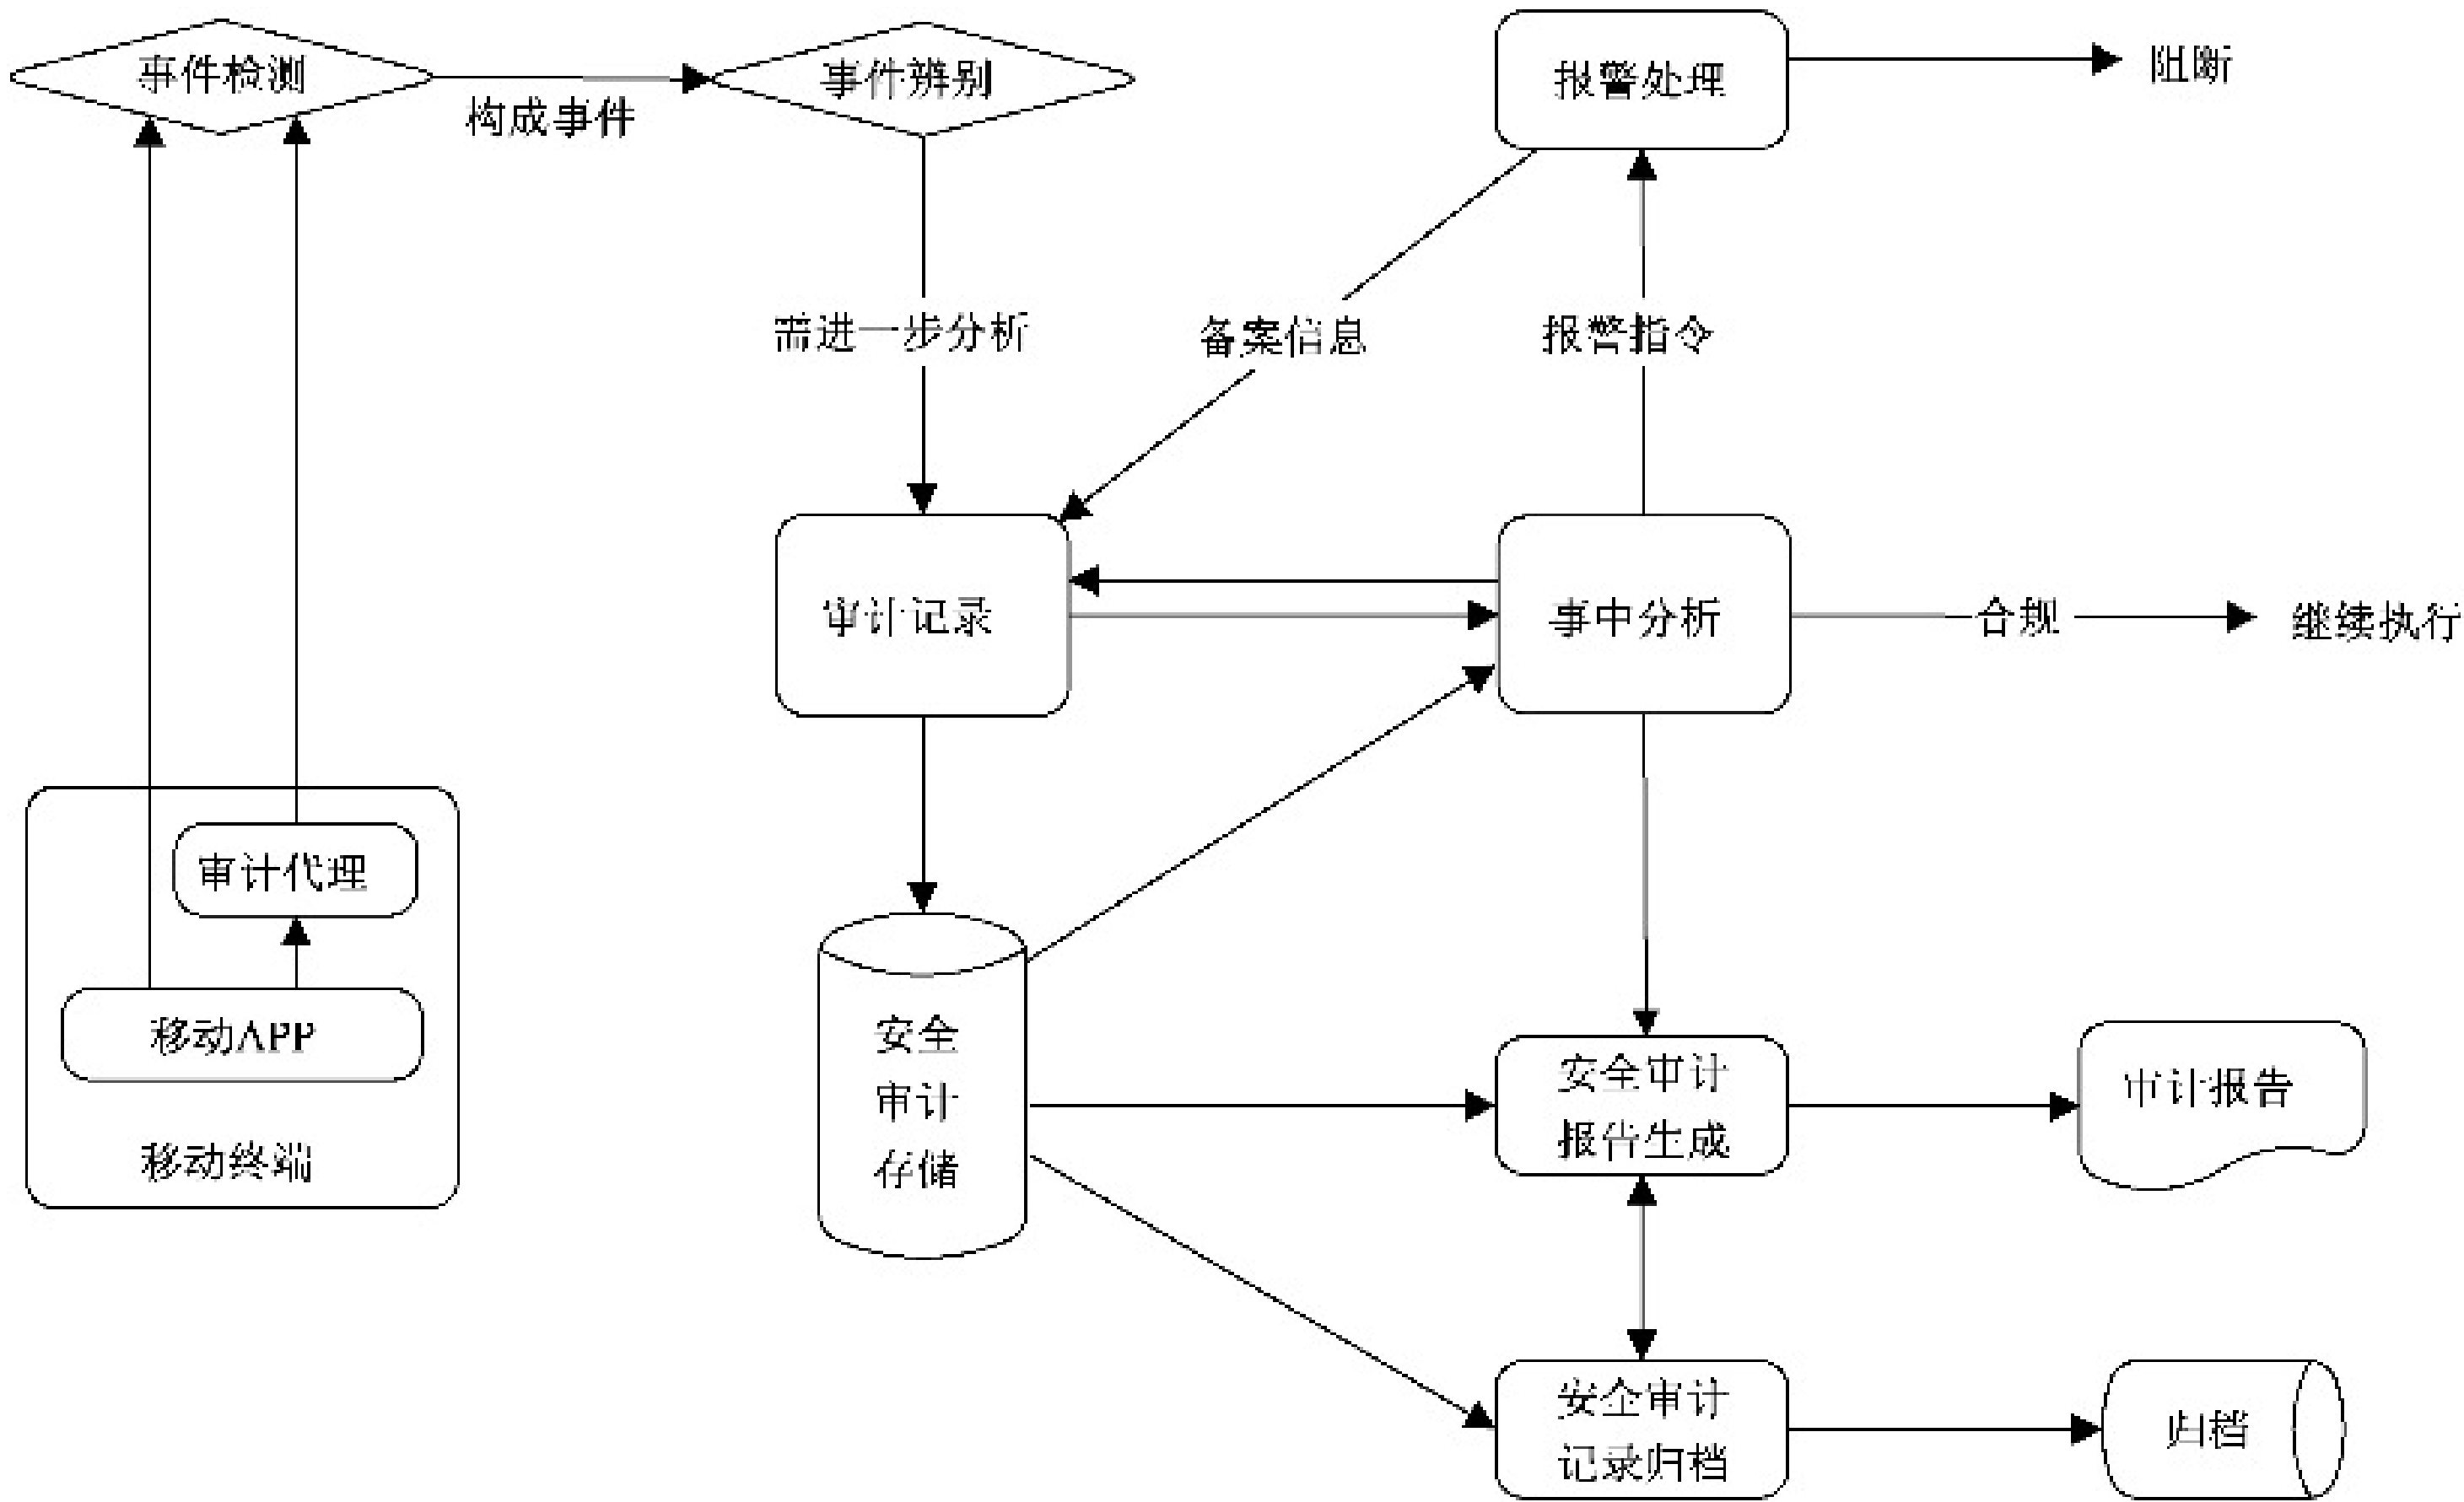 事件检测
构成事件
事件辨别
报警处理
阻断
需进一步分析
备案信息
报警指令
审计记录
事中分析
合规
继续执行
审计代理
移动APP
移动终端
安全
审计
存储
安全审计
报告生成
审计报告
安全审计
记录归档
归档